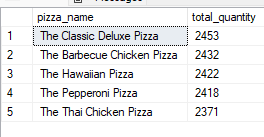 pizza_name total_quantity
1 The Classic Deluxe Pizza 2453
2 The Barbecue Chicken Pizza 2432
3 The Hawaiian Pizza 2422
4 The Pepperoni Pizza 2418
5 The Thai Chicken Pizza 2371